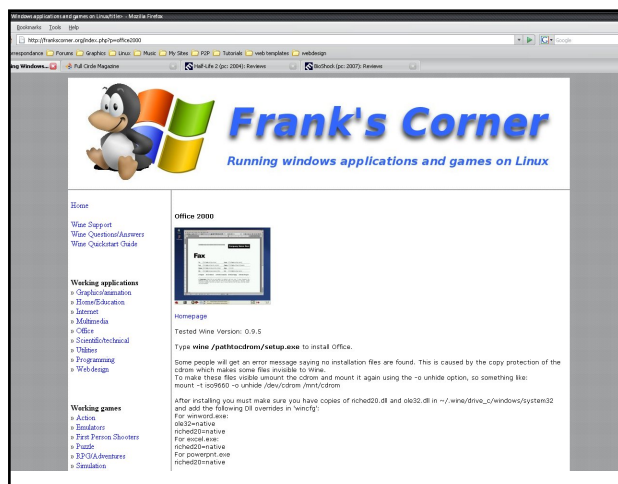 Windows applications and games on Linux/title> - Mozilla Firefox
Bookmarks Tools Help
http://frankscorner.org/index.php?p=office2000
Google
respondance Forums Graphics Linux Music My Sites P2P Tutorials web templates webdesign
ng Windows... Full Circle Magazine Half-Life 2 (pc: 2004): Reviews BioShock (pc: 2007): Reviews
Frank's Corner
Running windows applications and games on Linux
Home
Wine Support
Wine Questions/Answers
Wine Quickstart Guide
Working applications
» Graphics/animation
» Home/Education
» Internet
» Multimedia
» Office
» Scientific/technical
» Utilities
» Programming
» Webdesign
Working games
» Action
» Emulators
» First Person Shooters
» Puzzle
» RPG/Adventures
» Simulation
Office 2000
Fax
Homepage
Tested Wine Version: 0.9.5
Type wine /pathtocdrom/setup.exe to install Office.
Some people will get an error message saying no installation files are found. This is caused by the copy protection of the
cdrom which makes some files invisible to Wine.
To make these files visible umount the cdrom and mount it again using the -o unhide option, so something like:
mount -t iso9660 -o unhide /dev/cdrom /mnt/cdrom
After installing you must make sure you have copies of riched20.dll and ole32.dll in ~/.wine/drive_c/windows/system32
and add the following Dll overrides in 'wincfg':
For winword.exe:
ole32=native
riched20=native
For excel.exe:
riched20=native
For powerpnt.exe
riched20=native